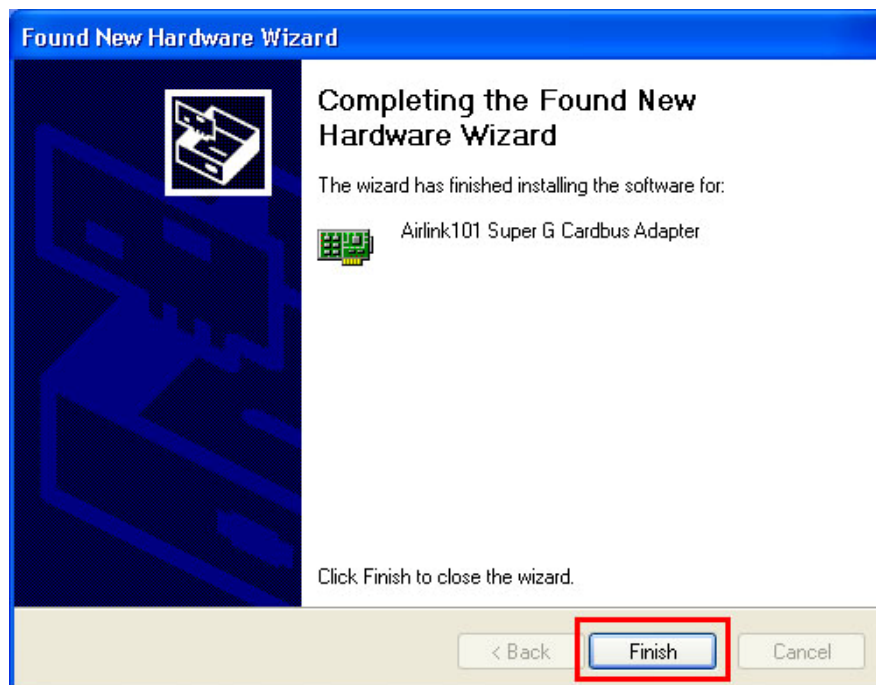 Found New Hardware Wizard
Completing the Found New
Hardware Wizard
The wizard has finished installing the software for:
Airlink101 Super G Cardbus Adapter
Click Finish to close the wizard.
< Back
Finish
Cancel